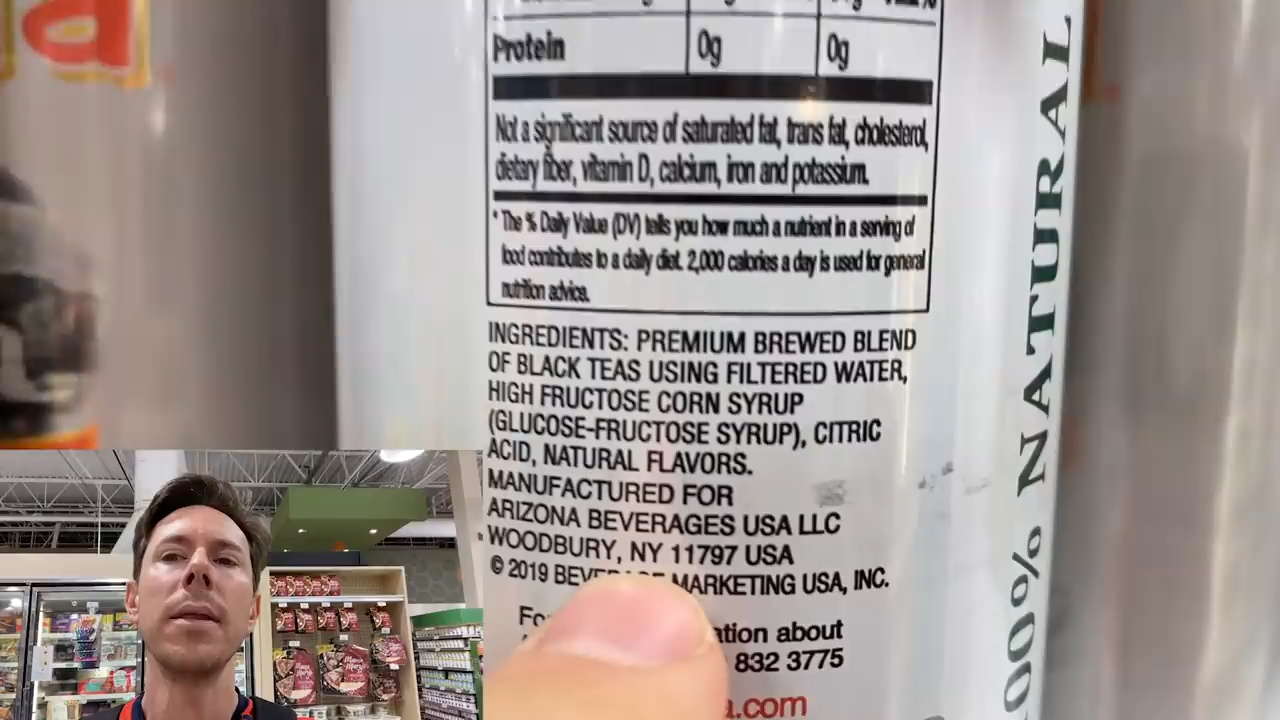 Protein 0g 0g
Not a significant source of saturated fat, trans fat, cholesterol,
dietary fiber, vitamin D, calcium, iron and potassium.
* The % Daily Value (DV) tells you how much a nutrient in a serving of
food contributes to a daily diet. 2,000 calories a day is used for general
nutrition advice.
INGREDIENTS: PREMIUM BREWED BLEND
OF BLACK TEAS USING FILTERED WATER,
HIGH FRUCTOSE CORN SYRUP
(GLUCOSE-FRUCTOSE SYRUP), CITRIC
ACID, NATURAL FLAVORS.
MANUFACTURED FOR
ARIZONA BEVERAGES USA LLC
WOODBURY, NY 11797 USA
© 2019 MARKETING USA, INC.
about
832 3775
.com
100% NATURAL